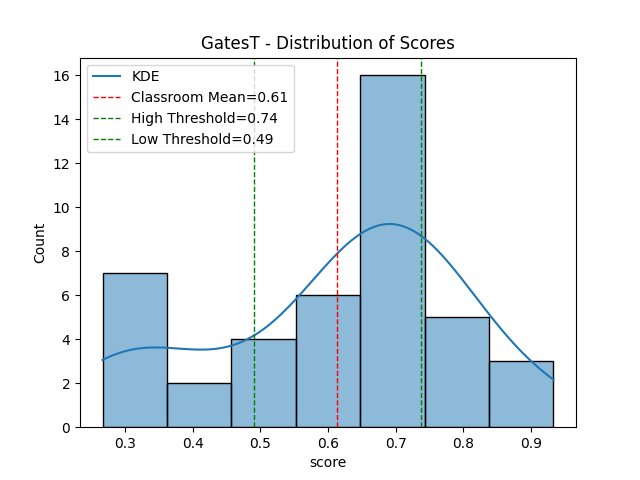 GatesT - Distribution of Scores
KDE
Classroom Mean=0.61
High Threshold=0.74
Low Threshold=0.49
16
14
12
10
8
6
4
2
0
Count
0.3 0.4 0.5 0.6 0.7 0.8 0.9
score